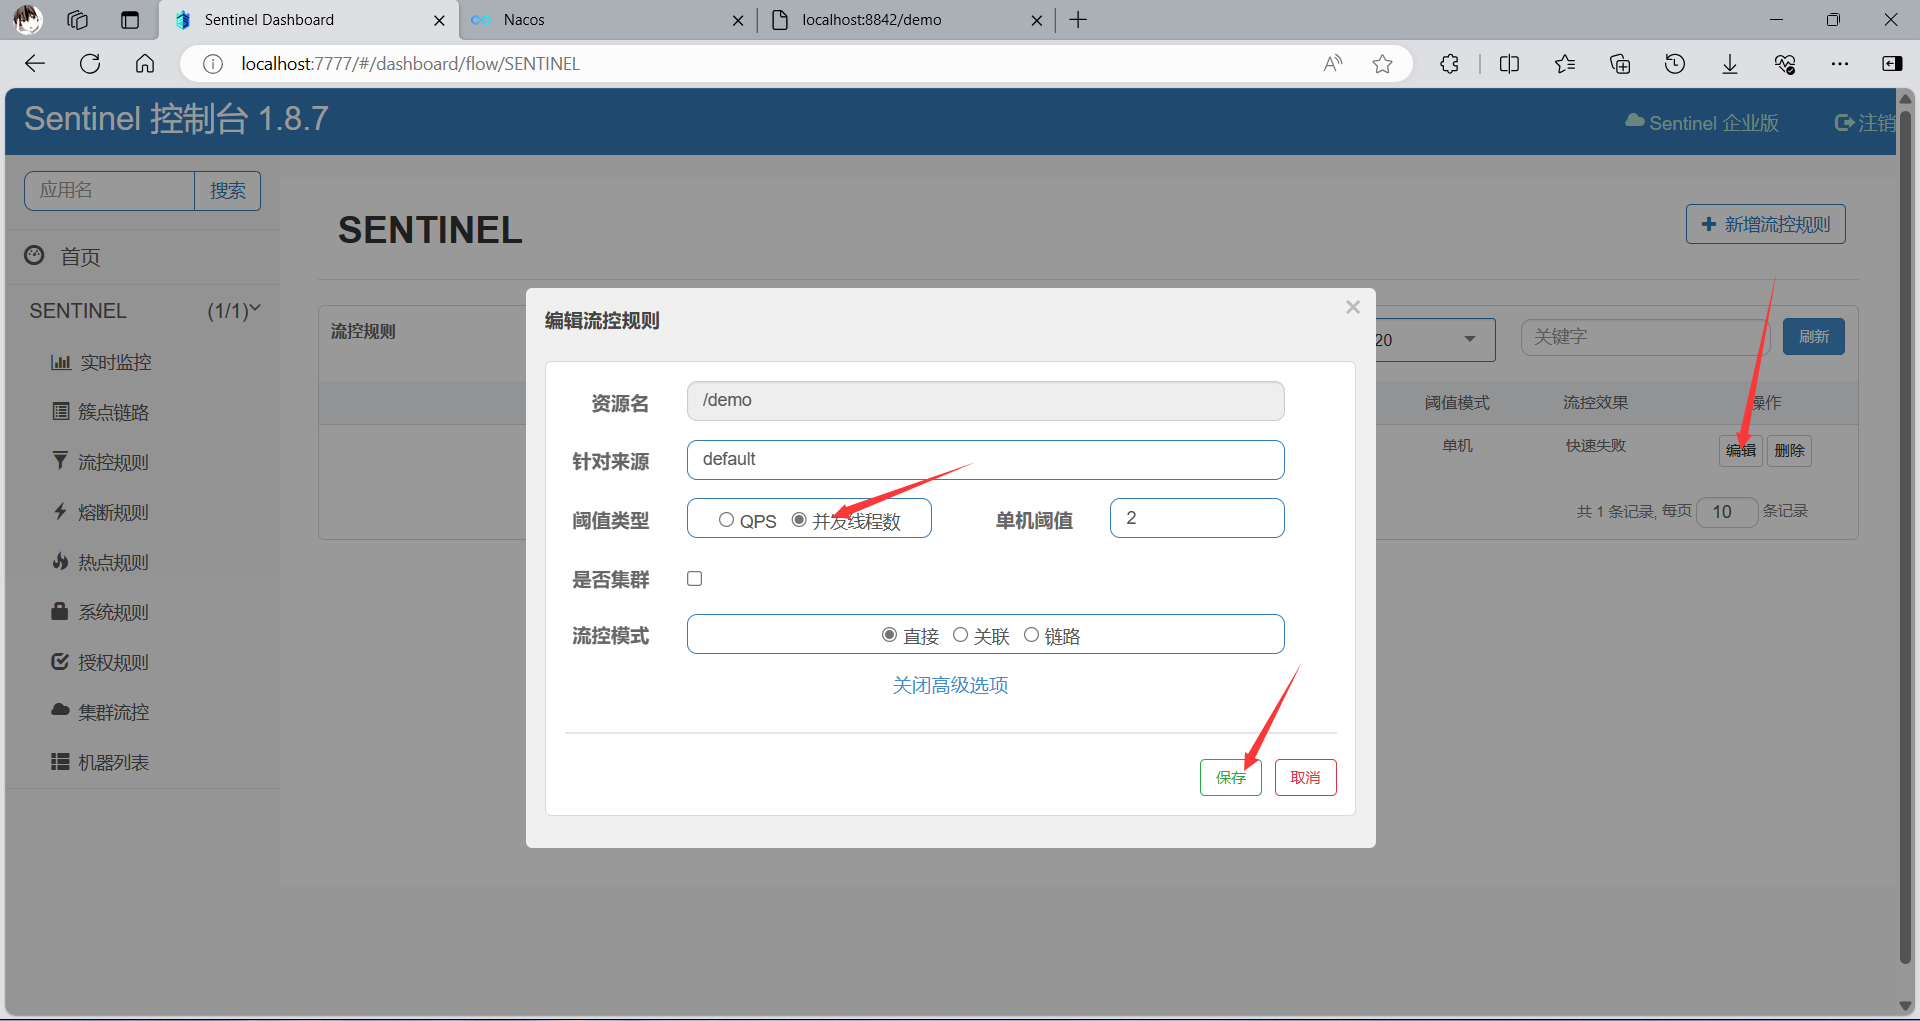 Sentinel Dashboard
Nacos
localhost:8842/demo
localhost:7777/#/dashboard/flow/SENTINEL
Sentinel 控制台 1.8.7
Sentinel 企业版
注销
应用名
搜索
首页
SENTINEL (1/1)
实时监控
簇点链路
流控规则
熔断规则
热点规则
系统规则
授权规则
集群流控
机器列表
SENTINEL
新增流控规则
流控规则
20
关键字
刷新
阈值模式 流控效果 操作
单机 快速失败 编辑 删除
共 1 条记录, 每页 10 条记录
编辑流控规则
资源名 /demo
针对来源 default
阈值类型 QPS 并发线程数 单机阈值 2
是否集群
流控模式 直接 关联 链路
关闭高级选项
保存 取消